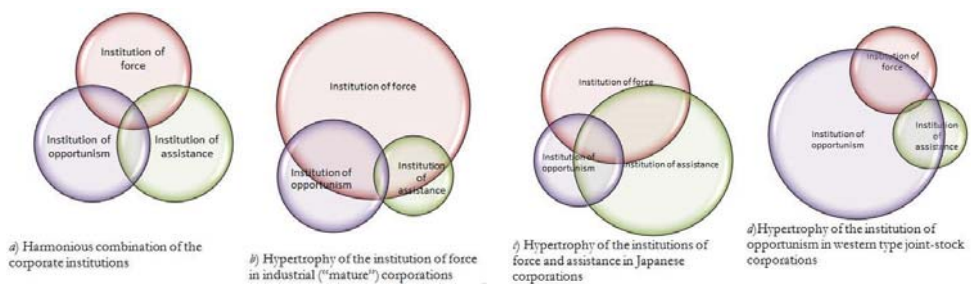 Institution of
force
Institution of
opportunism
Institution of
assistance
a) Harmonious combination of the
corporate institutions
Institution of force
Institution of
opportunism
Institution
of
assistance
b) Hypertrophy of the institution of force
in industrial ("mature") corporations
Institution of force
Institution of
opportunism
Institution of assistance
c) Hypertrophy of the institutions of
force and assistance in Japanese
corporations
Institution of
force
Institution of
opportunism
Institution
of
assistance
d) Hypertrophy of the institution of
opportunism in western type joint-stock
corporations